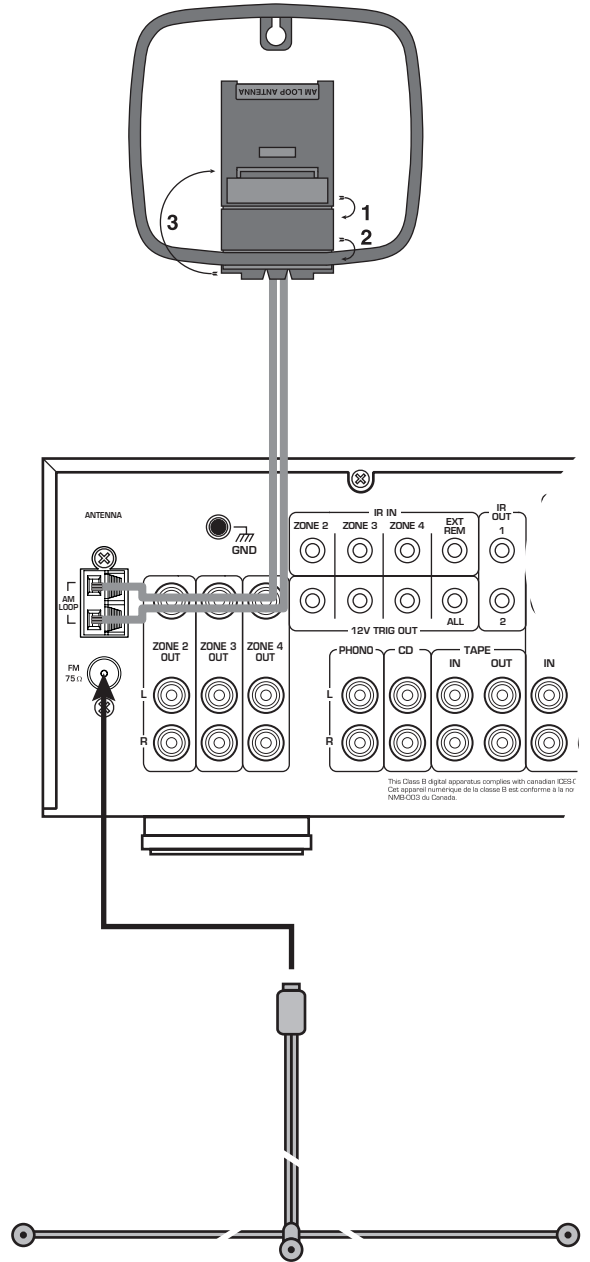 AM LOOP ANTENNA
1
2
3
ANTENNA
GND
IR IN
ZONE 2 ZONE 3 ZONE 4 EXT REM
IR OUT
1
AM LOOP
12V TRIG OUT
ALL
2
FM 75 Ω
ZONE 2 OUT
ZONE 3 OUT
ZONE 4 OUT
L
R
PHONO
CD
TAPE
IN OUT
IN
L
R
This Class B digital apparatus complies with canadian ICES-0
Cet appareil numérique de la classe B est conforme à la no
NMB-003 du Canada.